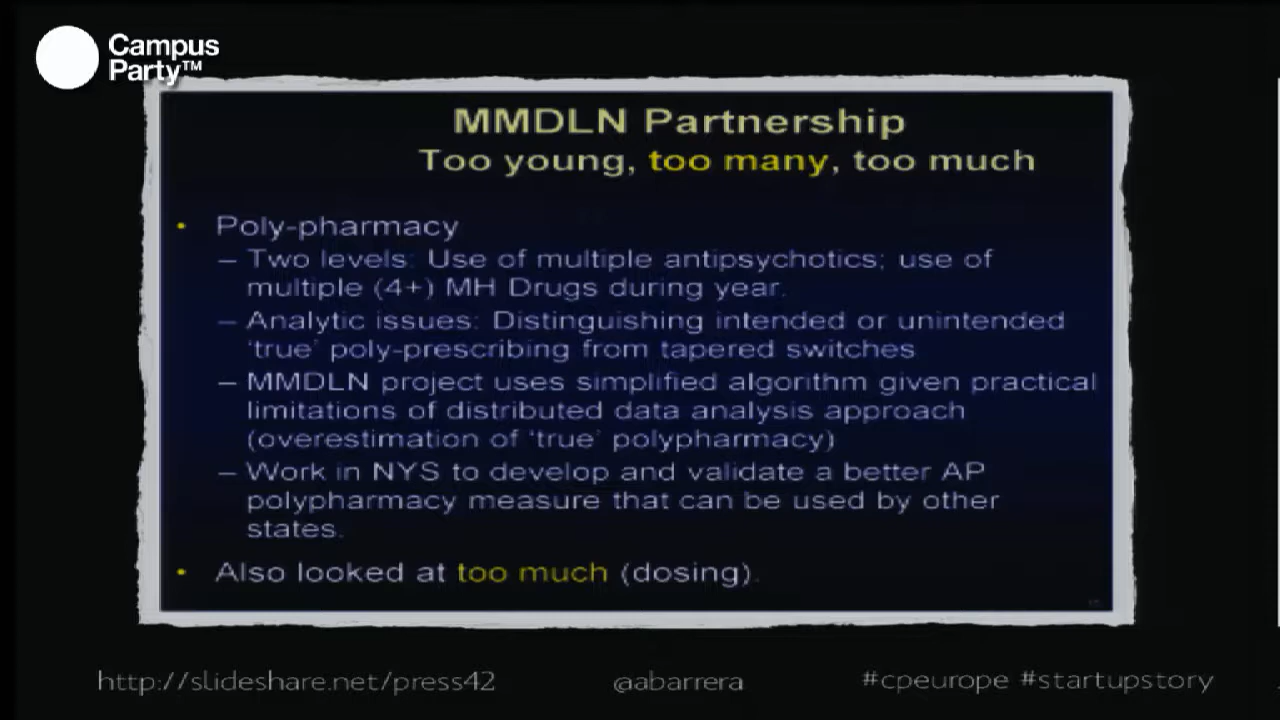 Campus
Party™
MMDLN Partnership
Too young, too many, too much
• Poly-pharmacy
– Two levels: Use of multiple antipsychotics; use of
multiple (4+) MH Drugs during year.
– Analytic issues: Distinguishing intended or unintended
‘true’ poly-prescribing from tapered switches
– MMDLN project uses simplified algorithm given practical
limitations of distributed data analysis approach
(overestimation of ‘true’ polypharmacy)
– Work in NYS to develop and validate a better AP
polypharmacy measure that can be used by other
states.
• Also looked at too much (dosing).
http://slideshare.net/press42 @abarrera #cpeurope #startupstory